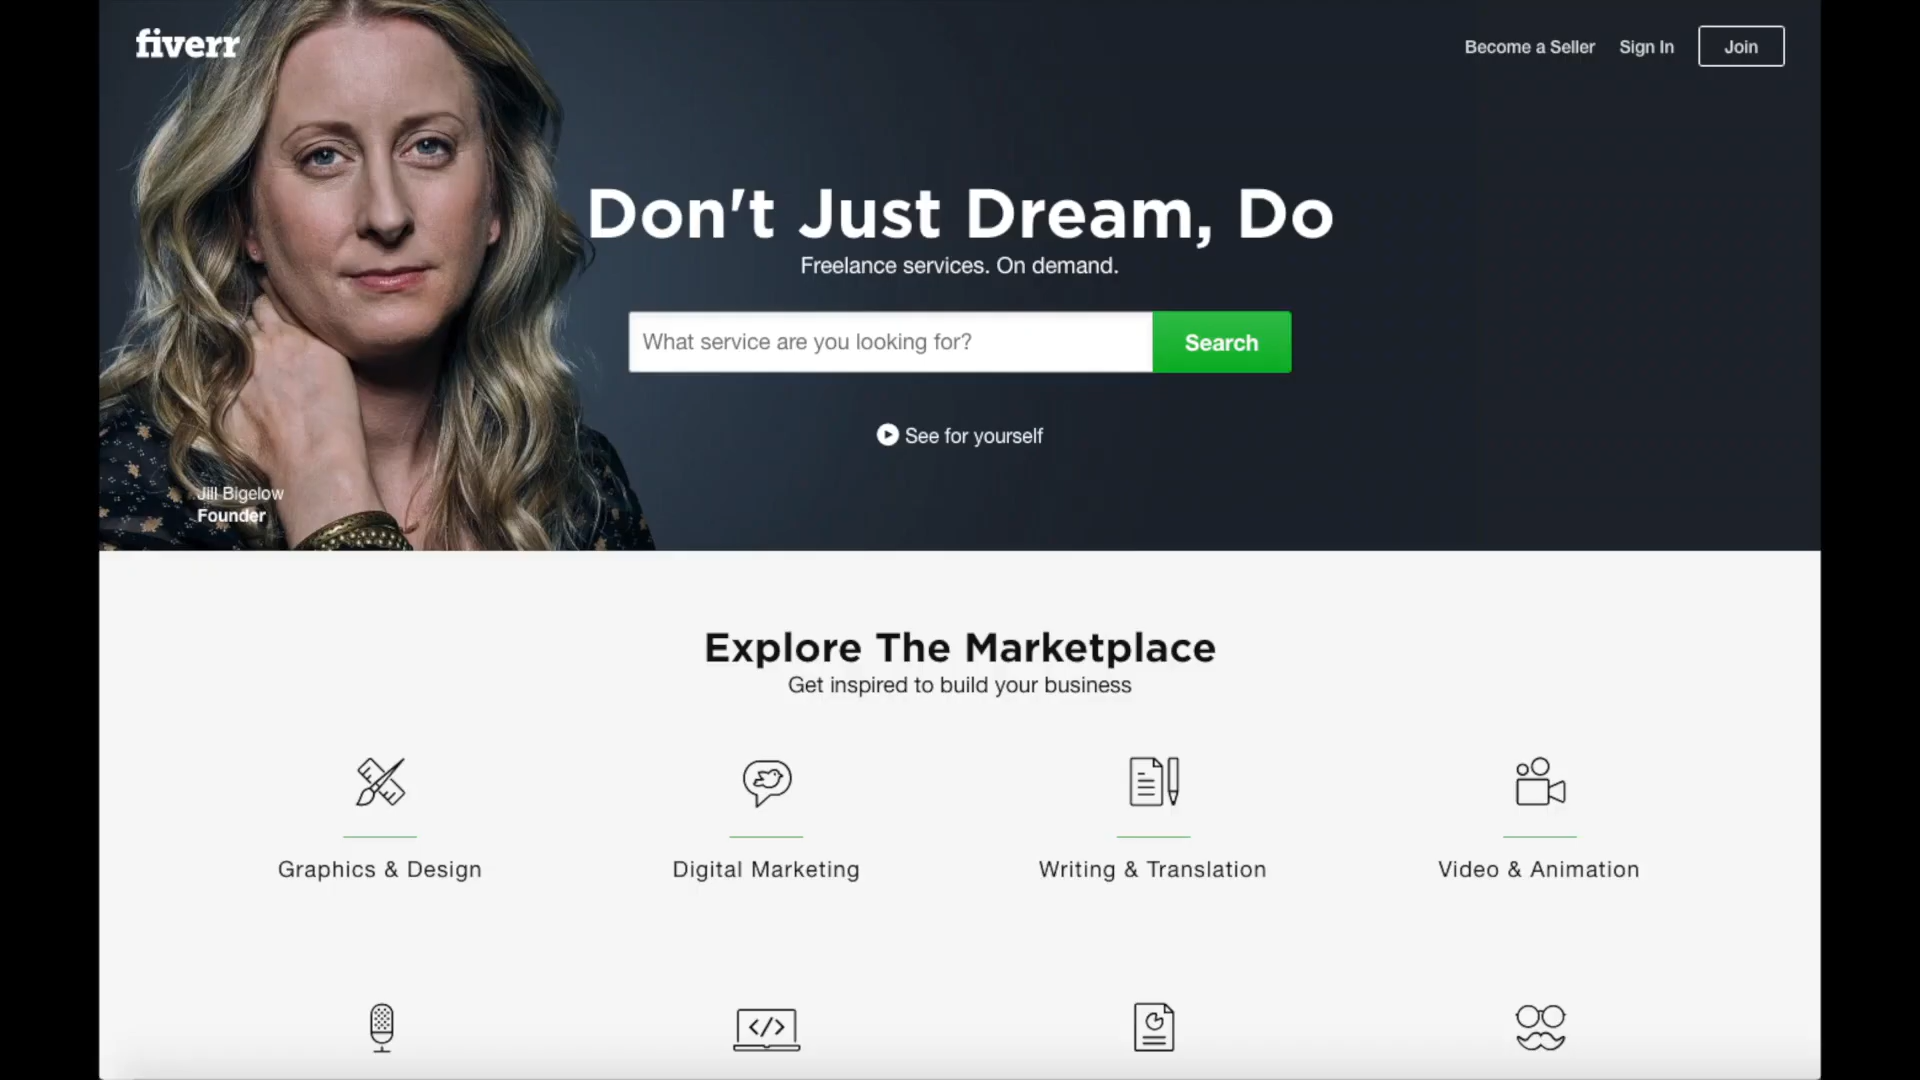 fiverr
Become a Seller
Sign In
Join
Don't Just Dream, Do
Freelance services. On demand.
What service are you looking for?
Search
See for yourself
Jill Bigelow
Founder
Explore The Marketplace
Get inspired to build your business
Graphics & Design
Digital Marketing
Writing & Translation
Video & Animation